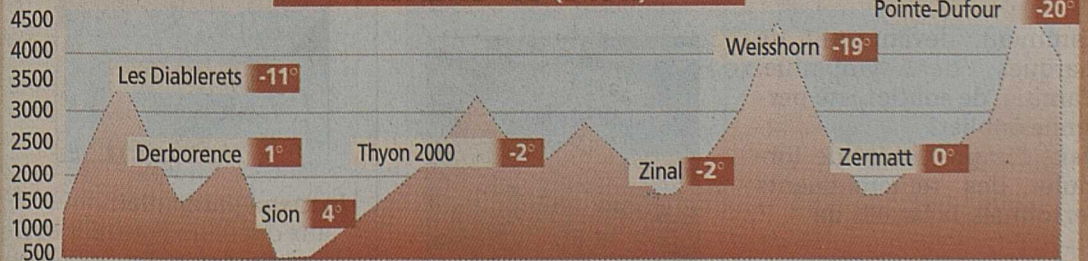 Pointe-Dufour -20°
4500
4000
3500
3000
2500
2000
1500
1000
500
Weisshorn -19°
Les Diablerets -11°
Derborence 1°
Thyon 2000 -2°
Zinal -2°
Zermatt 0°
Sion 4°